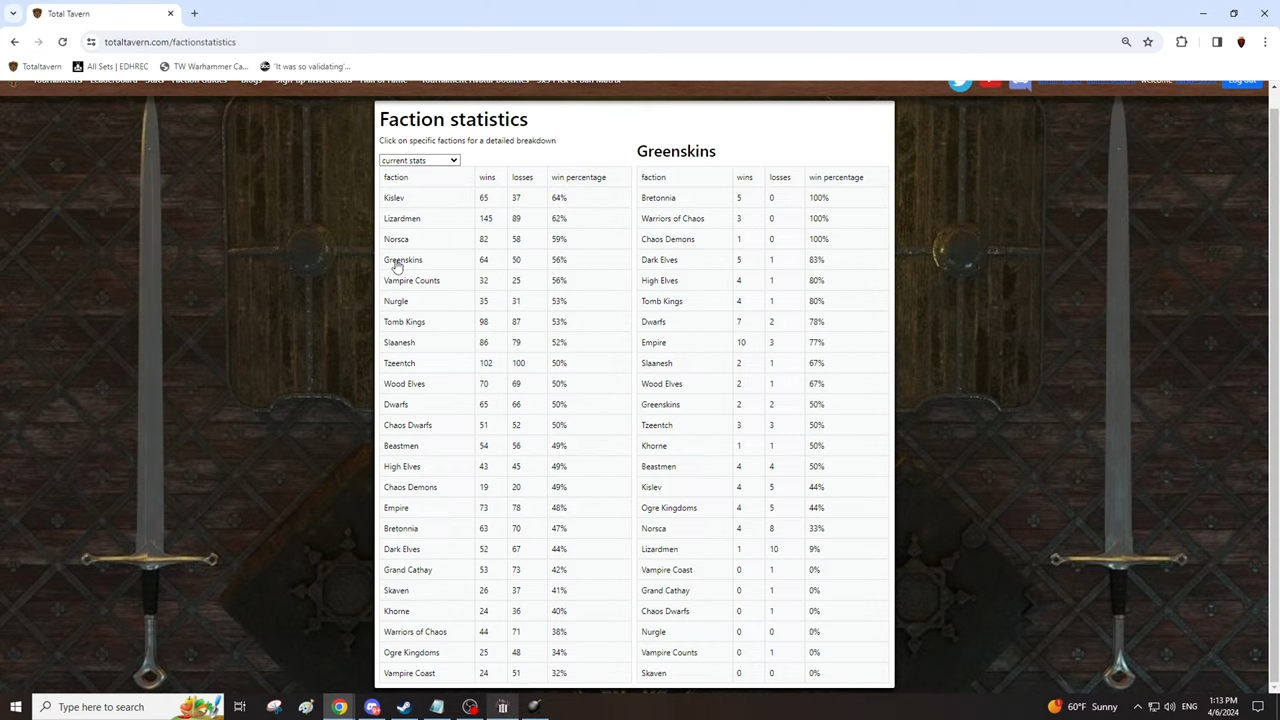 Total Tavern
totaltavern.com/factionstatistics
Totaltavern All Sets | EDHREC TW Warhammer Ca... 'It was so validating'...
Faction statistics
Click on specific factions for a detailed breakdown
Greenskins
current stats
faction wins losses win percentage faction wins losses win percentage
Kislev 65 37 64% Bretonnia 5 0 100%
Lizardmen 145 89 62% Warriors of Chaos 3 0 100%
Norsca 82 58 59% Chaos Demons 1 0 100%
Greenskins 64 50 56% Dark Elves 5 1 83%
Vampire Counts 32 25 56% High Elves 4 1 80%
Nurgle 35 31 53% Tomb Kings 4 1 80%
Tomb Kings 98 87 53% Dwarfs 7 2 78%
Slaanesh 86 79 52% Empire 10 3 77%
Tzeentch 102 100 50% Slaanesh 2 1 67%
Wood Elves 70 69 50% Wood Elves 2 1 67%
Dwarfs 65 66 50% Greenskins 2 2 50%
Chaos Dwarfs 51 52 50% Tzeentch 3 3 50%
Beastmen 54 56 49% Khorne 1 1 50%
High Elves 43 45 49% Beastmen 4 4 50%
Chaos Demons 19 20 49% Kislev 4 5 44%
Empire 73 78 48% Ogre Kingdoms 4 5 44%
Bretonnia 63 70 47% Norsca 4 8 33%
Dark Elves 52 67 44% Lizardmen 1 10 9%
Grand Cathay 53 73 42% Vampire Coast 0 1 0%
Skaven 26 37 41% Grand Cathay 0 1 0%
Khorne 24 36 40% Chaos Dwarfs 0 1 0%
Warriors of Chaos 44 71 38% Nurgle 0 0 0%
Ogre Kingdoms 25 48 34% Vampire Counts 0 1 0%
Vampire Coast 24 51 32% Skaven 0 0 0%
Type here to search 60°F Sunny ENG 1:13 PM
4/6/2024